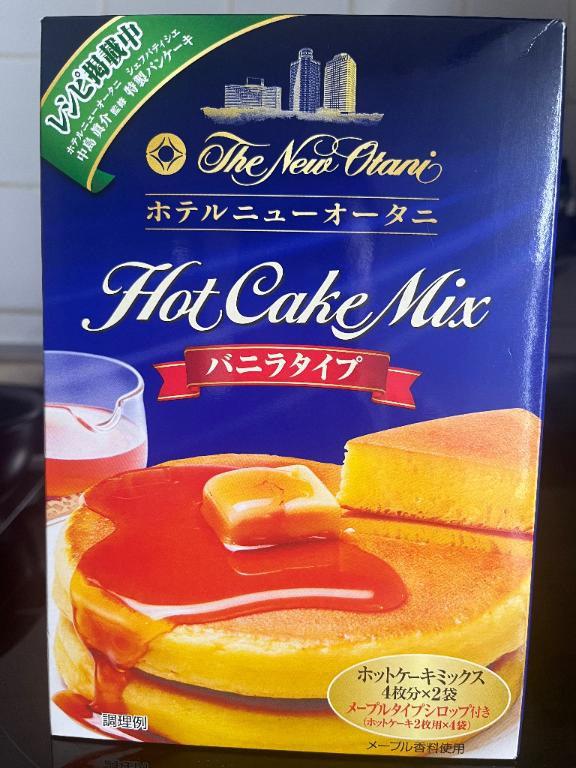 レシピ掲載中
ホテルニューオータニ シェフパティシエ
中島 眞介 監修 特製パンケーキ
The New Otani
ホテルニューオータニ
Hot Cake Mix
バニラタイプ
ホットケーキミックス
4枚分×2袋
メープルタイプシロップ付き
(ホットケーキ2枚用×4袋)
調理例
メープル香料使用